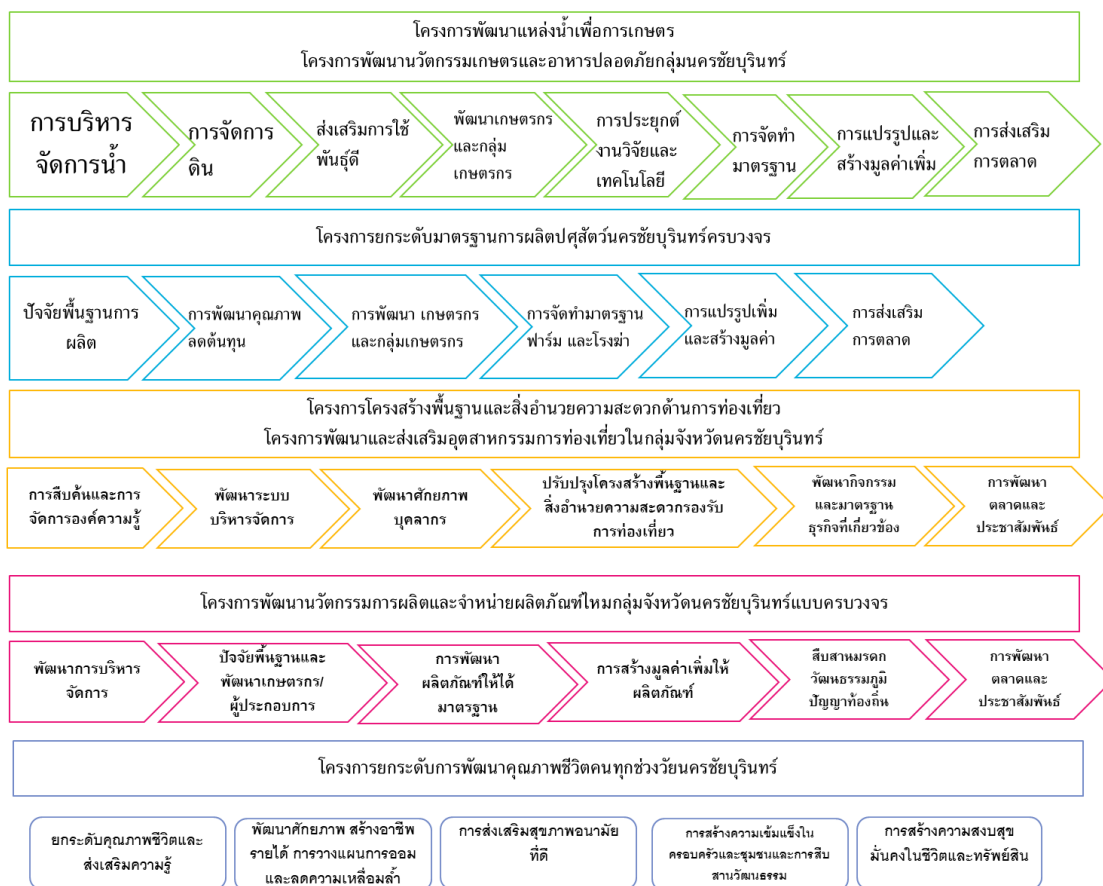 โครงการพัฒนาแหล่งน้ำเพื่อการเกษตร
โครงการพัฒนานวัตกรรมเกษตรและอาหารปลอดภัยกลุ่มนครชัยบุรินทร์
การบริหาร
จัดการน้ำ
การจัดการ
ดิน
ส่งเสริมการใช้
พันธุ์ดี
พัฒนาเกษตรกร
และกลุ่ม
เกษตรกร
การประยุกต์
งานวิจัยและ
เทคโนโลยี
การจัดทำ
มาตรฐาน
การแปรรูปและ
สร้างมูลค่าเพิ่ม
การส่งเสริม
การตลาด
โครงการยกระดับมาตรฐานการผลิตปศุสัตว์นครชัยบุรินทร์ครบวงจร
ปัจจัยพื้นฐานการ
ผลิต
การพัฒนาคุณภาพ
ลดต้นทุน
การพัฒนา เกษตรกร
และกลุ่มเกษตรกร
การจัดทำมาตรฐาน
ฟาร์ม และโรงฆ่า
การแปรรูปเพิ่ม
และสร้างมูลค่า
การส่งเสริม
การตลาด
โครงการโครงสร้างพื้นฐานและสิ่งอำนวยความสะดวกด้านการท่องเที่ยว
โครงการพัฒนาและส่งเสริมอุตสาหกรรมการท่องเที่ยวในกลุ่มจังหวัดนครชัยบุรินทร์
การสืบค้นและการ
จัดการองค์ความรู้
พัฒนาระบบ
บริหารจัดการ
พัฒนาศักยภาพ
บุคลากร
ปรับปรุงโครงสร้างพื้นฐานและ
สิ่งอำนวยความสะดวกรองรับ
การท่องเที่ยว
พัฒนากิจกรรม
และมาตรฐาน
ธุรกิจที่เกี่ยวข้อง
การพัฒนา
ตลาดและ
ประชาสัมพันธ์
โครงการพัฒนานวัตกรรมการผลิตและจำหน่ายผลิตภัณฑ์ไหมกลุ่มจังหวัดนครชัยบุรินทร์แบบครบวงจร
พัฒนาการบริหาร
จัดการ
ปัจจัยพื้นฐานและ
พัฒนาเกษตรกร/
ผู้ประกอบการ
การพัฒนา
ผลิตภัณฑ์ให้ได้
มาตรฐาน
การสร้างมูลค่าเพิ่มให้
ผลิตภัณฑ์
สืบสานมรดก
วัฒนธรรมภูมิ
ปัญญาท้องถิ่น
การพัฒนา
ตลาดและ
ประชาสัมพันธ์
โครงการยกระดับการพัฒนาคุณภาพชีวิตคนทุกช่วงวัยนครชัยบุรินทร์
ยกระดับคุณภาพชีวิตและ
ส่งเสริมความรู้
พัฒนาศักยภาพ สร้างอาชีพ
รายได้ การวางแผนการออม
และลดความเหลื่อมล้ำ
การส่งเสริมสุขภาพอนามัย
ที่ดี
การสร้างความเข้มแข็งใน
ครอบครัวและชุมชนและการสืบ
สานวัฒนธรรม
การสร้างความสงบสุข
มั่นคงในชีวิตและทรัพย์สิน